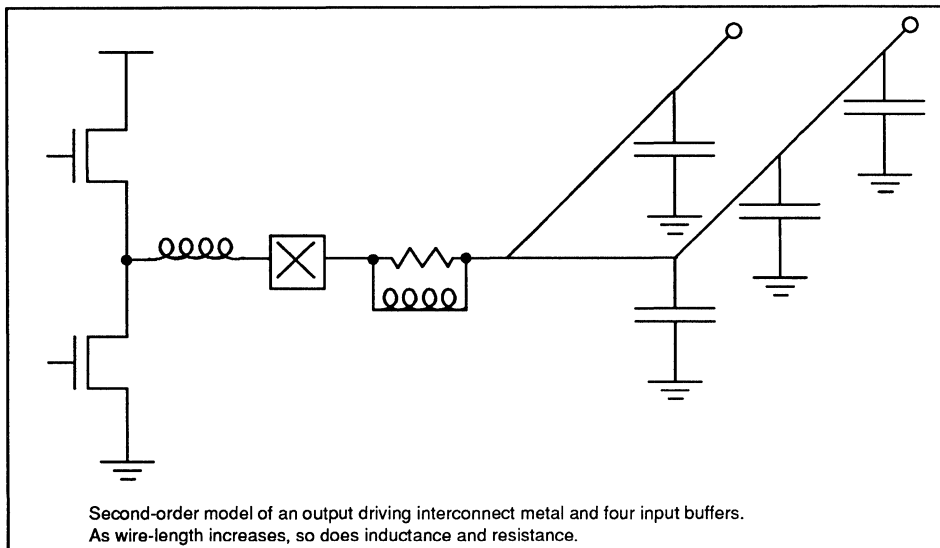 Second-order model of an output driving interconnect metal and four input buffers.
As wire-length increases, so does inductance and resistance.